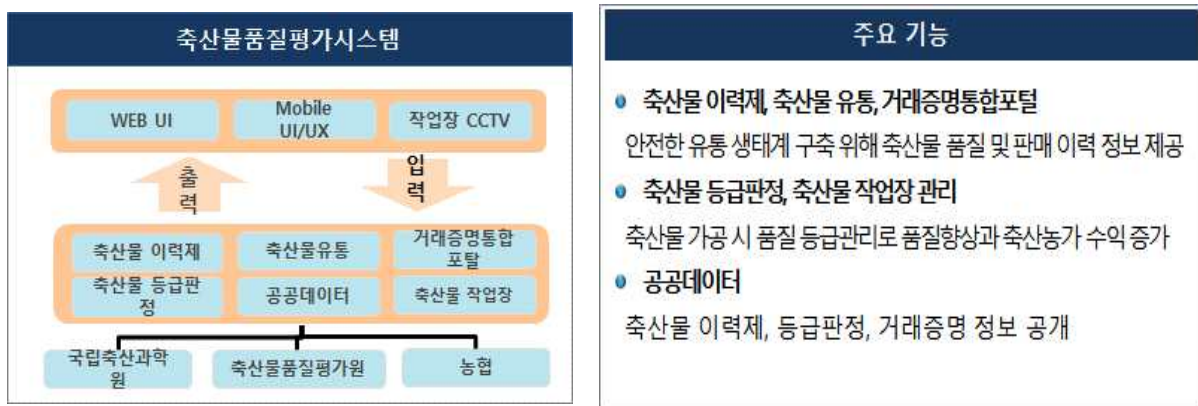 축산물품질평가시스템
WEB UI
Mobile
UI/UX
작업장 CCTV
출
력
입
력
축산물 이력제
축산물유통
거래증명통합
포탈
축산물 등급판
정
공공데이터
축산물 작업장
국립축산과학
원
축산물품질평가원
농협
주요 기능
축산물 이력제, 축산물 유통, 거래증명통합포털
안전한 유통 생태계 구축 위해 축산물 품질 및 판매 이력 정보 제공
축산물 등급판정, 축산물 작업장 관리
축산물 가공 시 품질 등급관리로 품질향상과 축산농가 수익 증가
공공데이터
축산물 이력제, 등급판정, 거래증명 정보 공개